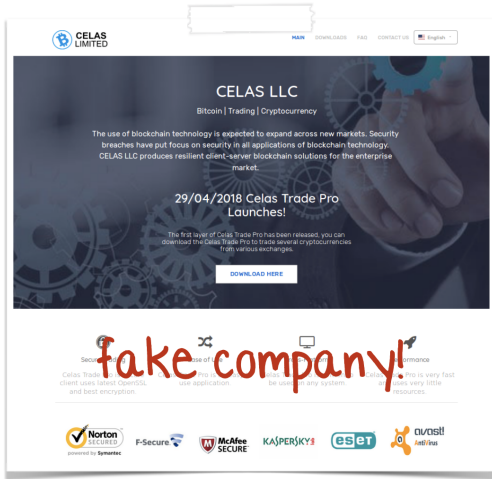 CELAS
LIMITED
MAIN DOWNLOADS FAQ CONTACT US English
CELAS LLC
Bitcoin | Trading | Cryptocurrency
The use of blockchain technology is expected to expand across new markets. Security
breaches have put focus on security in all applications of blockchain technology.
CELAS LLC produces resilient client-server blockchain solutions for the enterprise
market.
29/04/2018 Celas Trade Pro
Launches!
The first layer of Celas Trade Pro has been released, you can
download the Celas Trade Pro to trade several cryptocurrencies
from various exchanges.
DOWNLOAD HERE
fake company!
Ease of Use
Celas Trade Pro
client uses latest OpenSSL
and best encryption.
use application.
be used on any system.
Pro is very fast
and uses very little
resources.
Norton
SECURED
powered by Symantec
F-Secure
McAfee
SECURE
KASPERSKY
eset
avast!
Antivirus